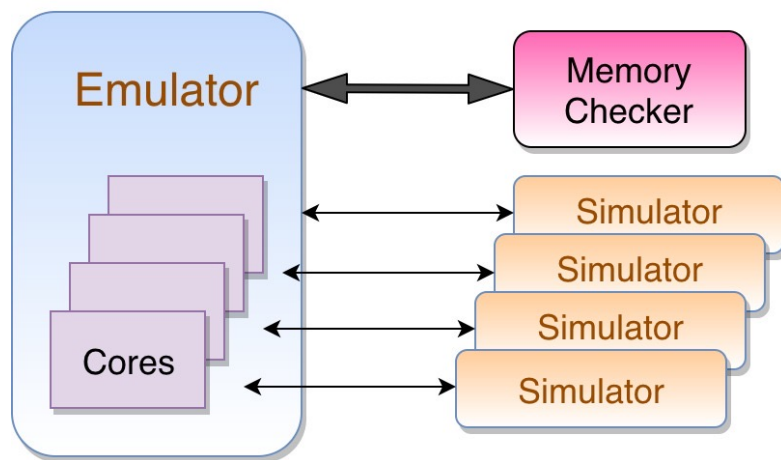 Emulator
Memory
Checker
Simulator
Simulator
Simulator
Cores
Simulator